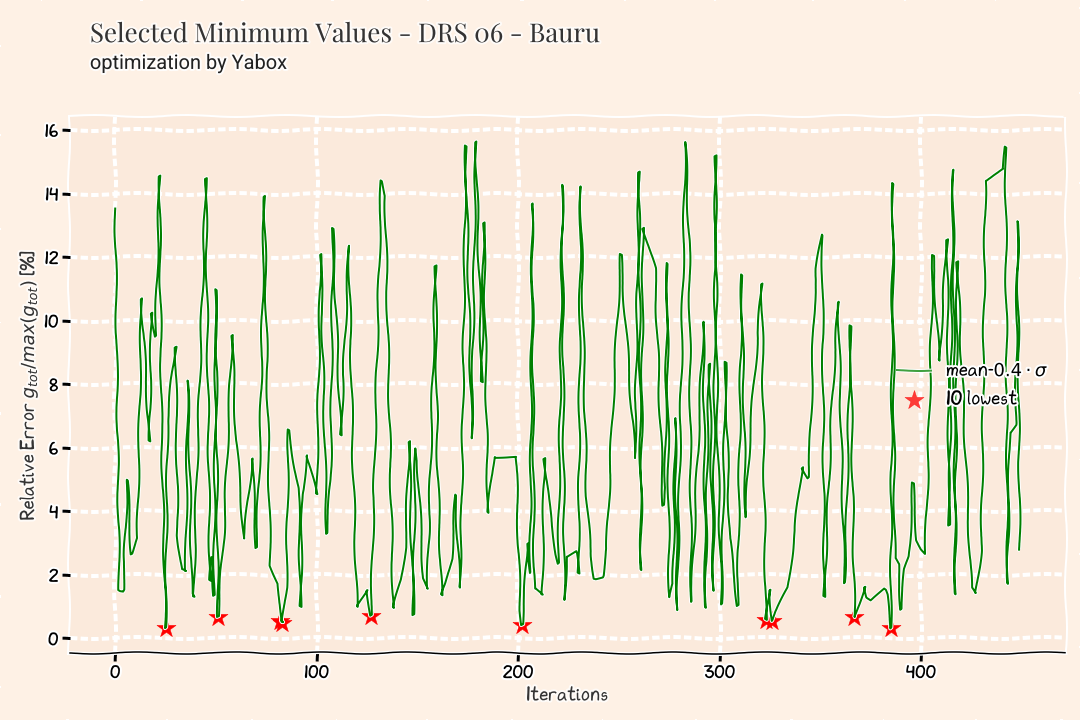 Selected Minimum Values - DRS 06 - Bauru
optimization by Yabox
Relative Error g_tot/max(g_tot) [%]
16
14
12
10
8
6
4
2
0
mean-0.4 · σ
10 lowest
0 100 200 300 400
Iterations